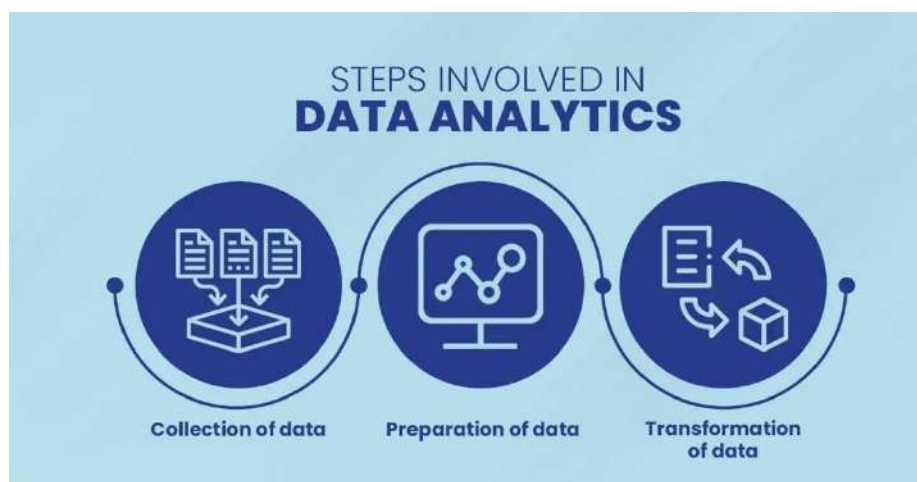 STEPS INVOLVED IN
DATA ANALYTICS
Collection of data
Preparation of data
Transformation
of data